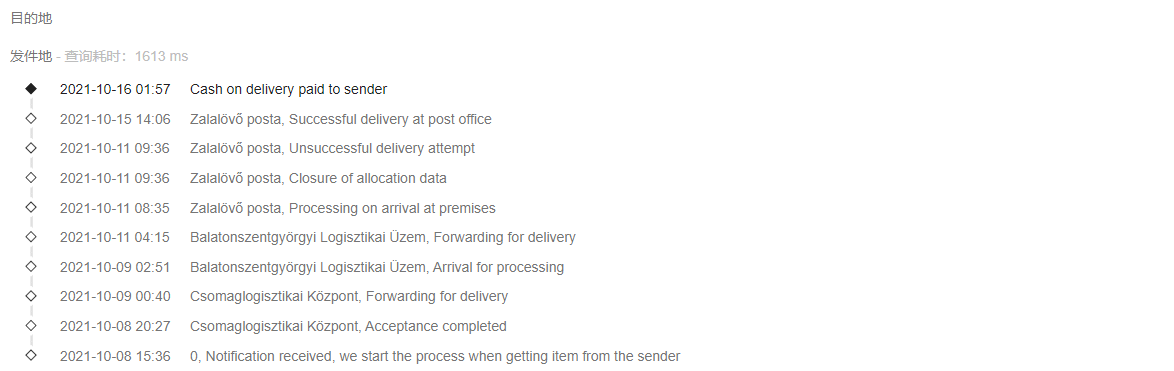 目的地
发件地 - 查询耗时：1613 ms
2021-10-16 01:57 Cash on delivery paid to sender
2021-10-15 14:06 Zalalövő posta, Successful delivery at post office
2021-10-11 09:36 Zalalövő posta, Unsuccessful delivery attempt
2021-10-11 09:36 Zalalövő posta, Closure of allocation data
2021-10-11 08:35 Zalalövő posta, Processing on arrival at premises
2021-10-11 04:15 Balatonszentgyörgyi Logisztikai Üzem, Forwarding for delivery
2021-10-09 02:51 Balatonszentgyörgyi Logisztikai Üzem, Arrival for processing
2021-10-09 00:40 Csomaglogisztikai Központ, Forwarding for delivery
2021-10-08 20:27 Csomaglogisztikai Központ, Acceptance completed
2021-10-08 15:36 0, Notification received, we start the process when getting item from the sender